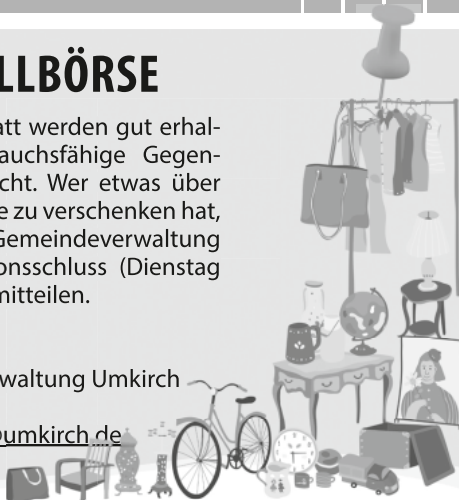 LLBÖRSE
att werden gut erhal-
auchsfähige Gegen-
cht. Wer etwas über
e zu verschenken hat,
Gemeindeverwaltung
onsschluss (Dienstag
mitteilen.
waltung Umkirch
@umkirch.de